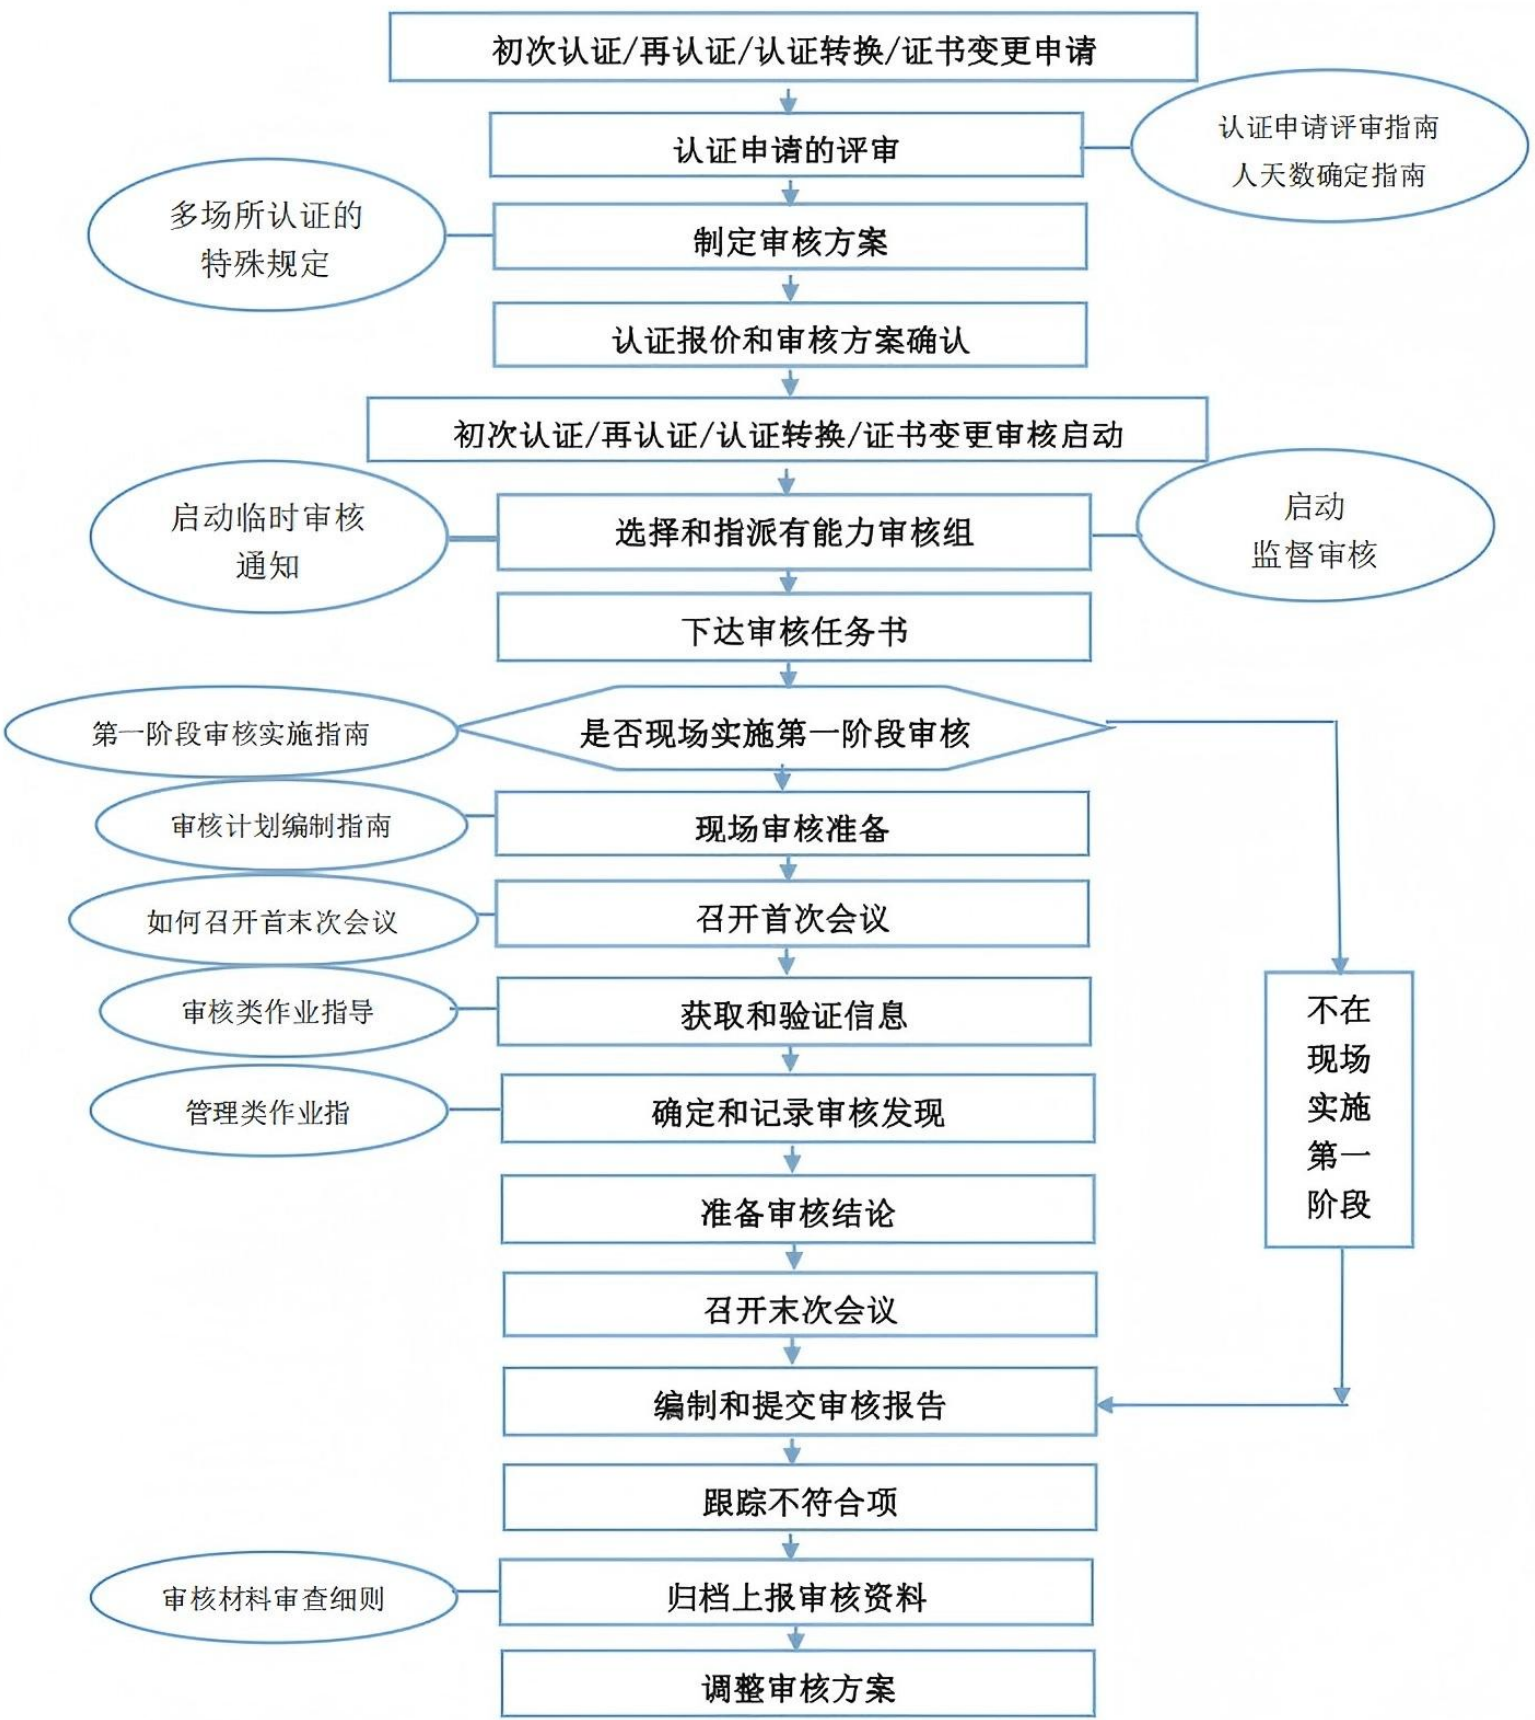 初次认证/再认证/认证转换/证书变更申请
认证申请的评审
认证申请评审指南
人天数确定指南
多场所认证的
特殊规定
制定审核方案
认证报价和审核方案确认
初次认证/再认证/认证转换/证书变更审核启动
启动临时审核
通知
选择和指派有能力审核组
启动
监督审核
下达审核任务书
第一阶段审核实施指南
是否现场实施第一阶段审核
审核计划编制指南
现场审核准备
如何召开首末次会议
召开首次会议
审核类作业指导
获取和验证信息
不在
现场
实施
第一
阶段
管理类作业指
确定和记录审核发现
准备审核结论
召开末次会议
编制和提交审核报告
跟踪不符合项
审核材料审查细则
归档上报审核资料
调整审核方案